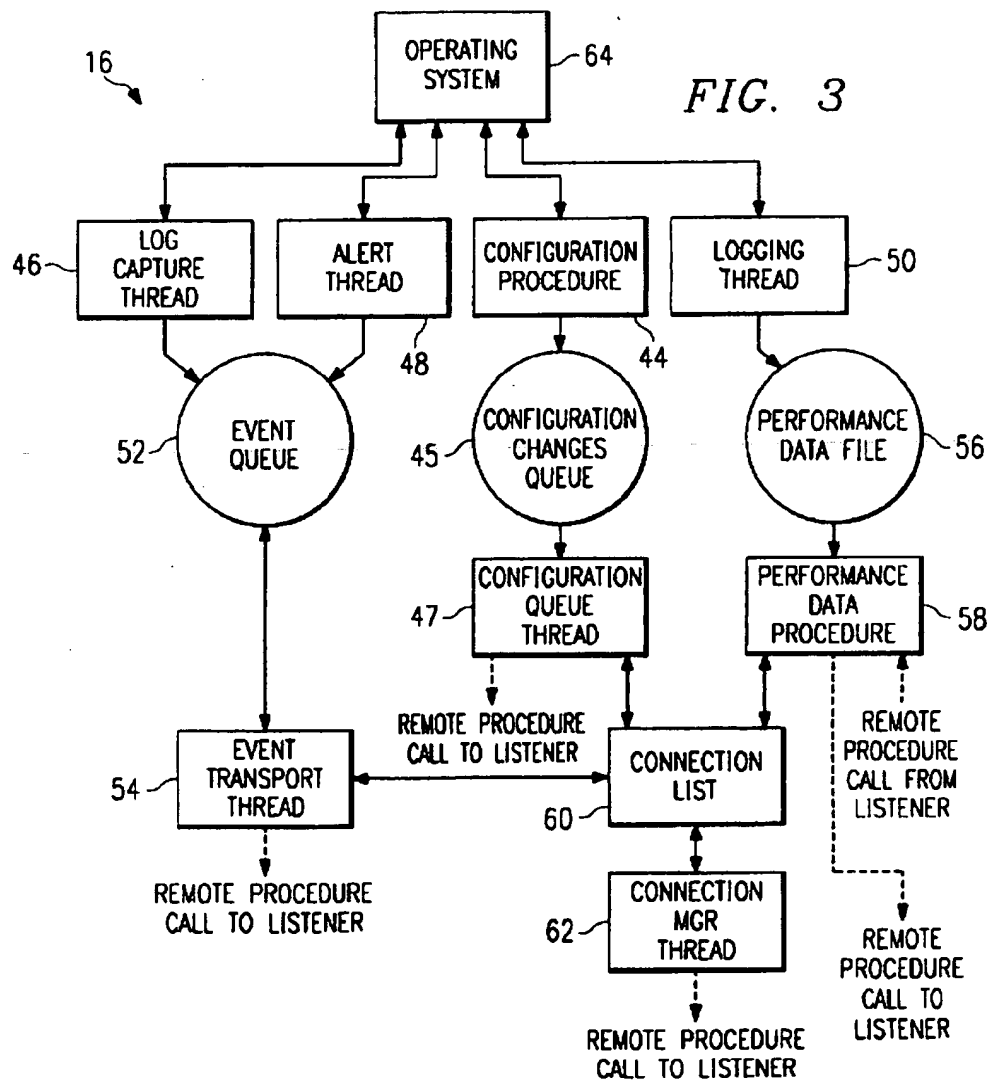 16
OPERATING
SYSTEM
64
FIG. 3
46
LOG
CAPTURE
THREAD
ALERT
THREAD
48
CONFIGURATION
PROCEDURE
44
LOGGING
THREAD
50
52
EVENT
QUEUE
45
CONFIGURATION
CHANGES
QUEUE
PERFORMANCE
DATA FILE
56
47
CONFIGURATION
QUEUE
THREAD
PERFORMANCE
DATA
PROCEDURE
58
REMOTE PROCEDURE
CALL TO LISTENER
REMOTE
PROCEDURE
CALL FROM
LISTENER
54
EVENT
TRANSPORT
THREAD
60
CONNECTION
LIST
REMOTE PROCEDURE
CALL TO LISTENER
62
CONNECTION
MGR
THREAD
REMOTE
PROCEDURE
CALL TO
LISTENER
REMOTE PROCEDURE
CALL TO LISTENER